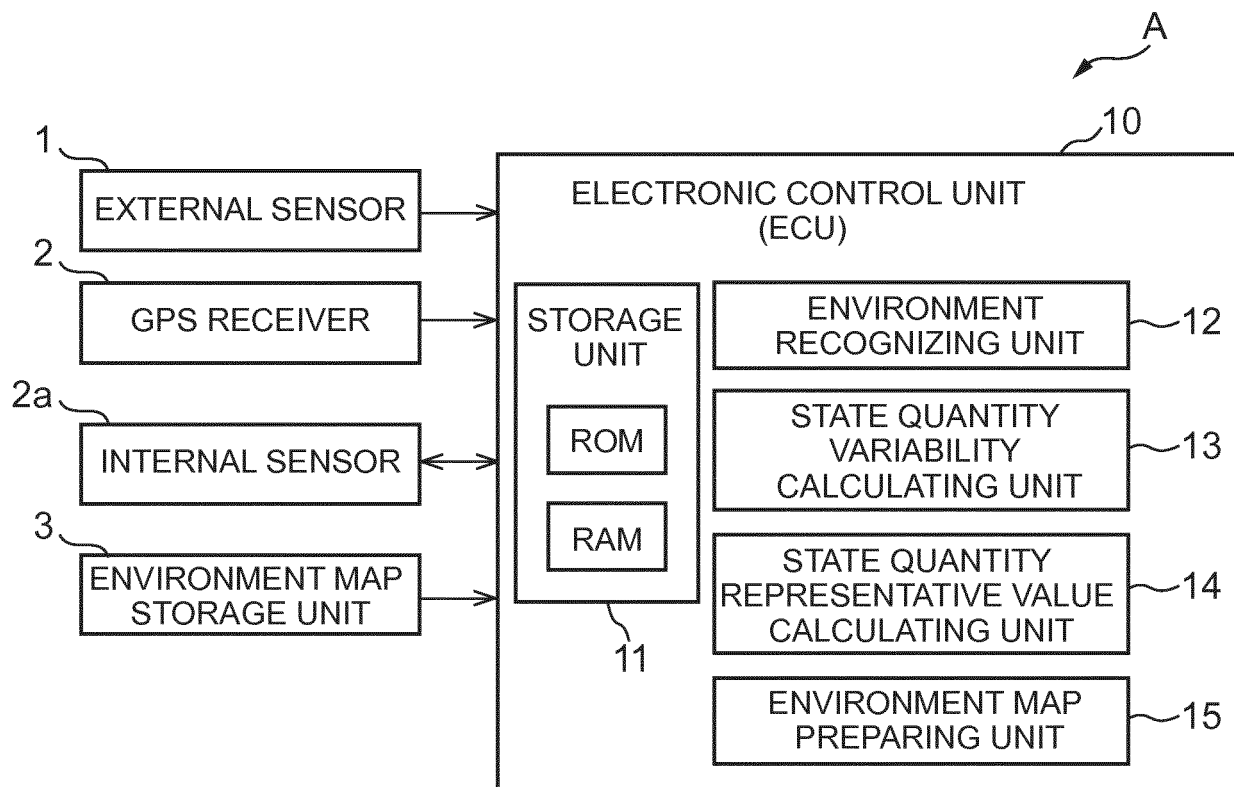 A
10
1
EXTERNAL SENSOR
ELECTRONIC CONTROL UNIT
(ECU)
2
GPS RECEIVER
STORAGE
UNIT
ENVIRONMENT
RECOGNIZING UNIT
12
2a
INTERNAL SENSOR
ROM
STATE QUANTITY
VARIABILITY
CALCULATING UNIT
13
3
ENVIRONMENT MAP
STORAGE UNIT
RAM
STATE QUANTITY
REPRESENTATIVE VALUE
CALCULATING UNIT
14
11
ENVIRONMENT MAP
PREPARING UNIT
15